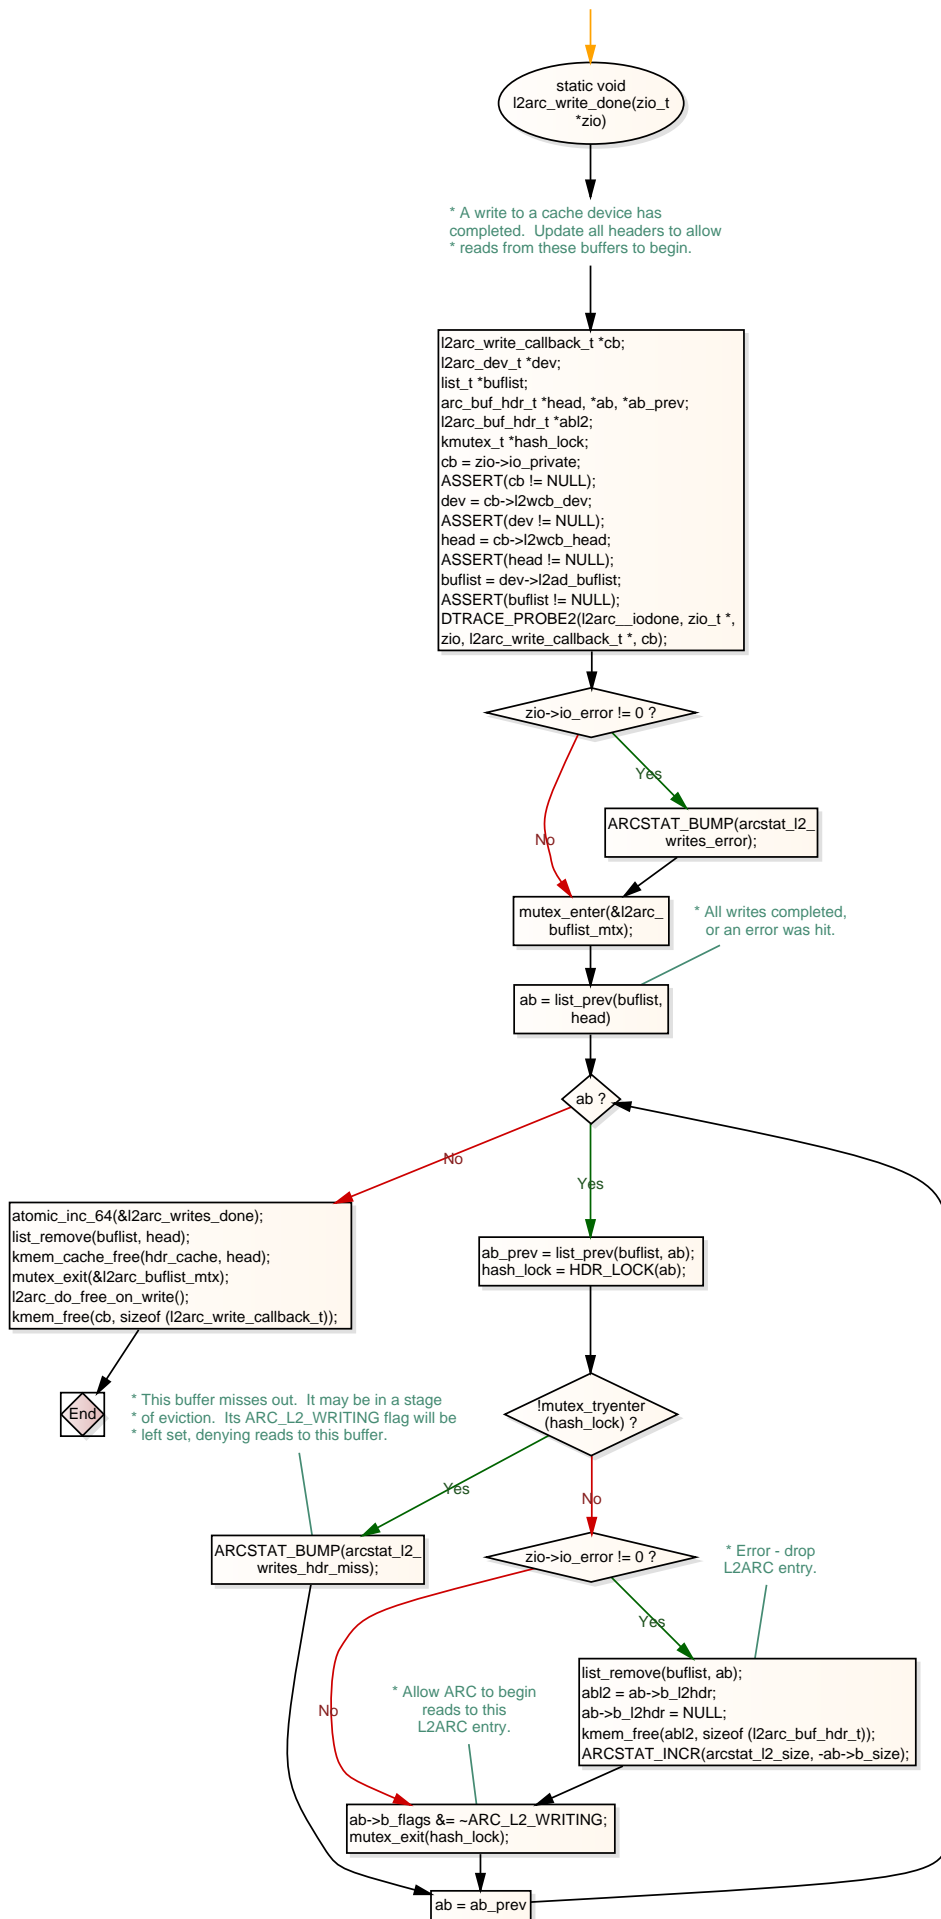 static void
l2arc_write_done(zio_t
*zio)
* A write to a cache device has
completed.  Update all headers to allow
* reads from these buffers to begin.
l2arc_write_callback_t *cb;
l2arc_dev_t *dev;
list_t *buflist;
arc_buf_hdr_t *head, *ab, *ab_prev;
l2arc_buf_hdr_t *abl2;
kmutex_t *hash_lock;
cb = zio->io_private;
ASSERT(cb != NULL);
dev = cb->l2wcb_dev;
ASSERT(dev != NULL);
head = cb->l2wcb_head;
ASSERT(head != NULL);
buflist = dev->l2ad_buflist;
ASSERT(buflist != NULL);
DTRACE_PROBE2(l2arc__iodone, zio_t *,
zio, l2arc_write_callback_t *, cb);
zio->io_error != 0 ?
Yes
ARCSTAT_BUMP(arcstat_l2_
writes_error);
No
mutex_enter(&l2arc_
buflist_mtx);
* All writes completed,
or an error was hit.
ab = list_prev(buflist,
head)
ab ?
No
Yes
atomic_inc_64(&l2arc_writes_done);
list_remove(buflist, head);
kmem_cache_free(hdr_cache, head);
mutex_exit(&l2arc_buflist_mtx);
l2arc_do_free_on_write();
kmem_free(cb, sizeof (l2arc_write_callback_t));
ab_prev = list_prev(buflist, ab);
hash_lock = HDR_LOCK(ab);
End
* This buffer misses out.  It may be in a stage
* of eviction.  Its ARC_L2_WRITING flag will be
* left set, denying reads to this buffer.
!mutex_tryenter
(hash_lock) ?
Yes
No
ARCSTAT_BUMP(arcstat_l2_
writes_hdr_miss);
zio->io_error != 0 ?
* Error - drop
L2ARC entry.
Yes
list_remove(buflist, ab);
abl2 = ab->b_l2hdr;
ab->b_l2hdr = NULL;
kmem_free(abl2, sizeof (l2arc_buf_hdr_t));
ARCSTAT_INCR(arcstat_l2_size, -ab->b_size);
No
* Allow ARC to begin
reads to this
L2ARC entry.
ab->b_flags &= ~ARC_L2_WRITING;
mutex_exit(hash_lock);
ab = ab_prev